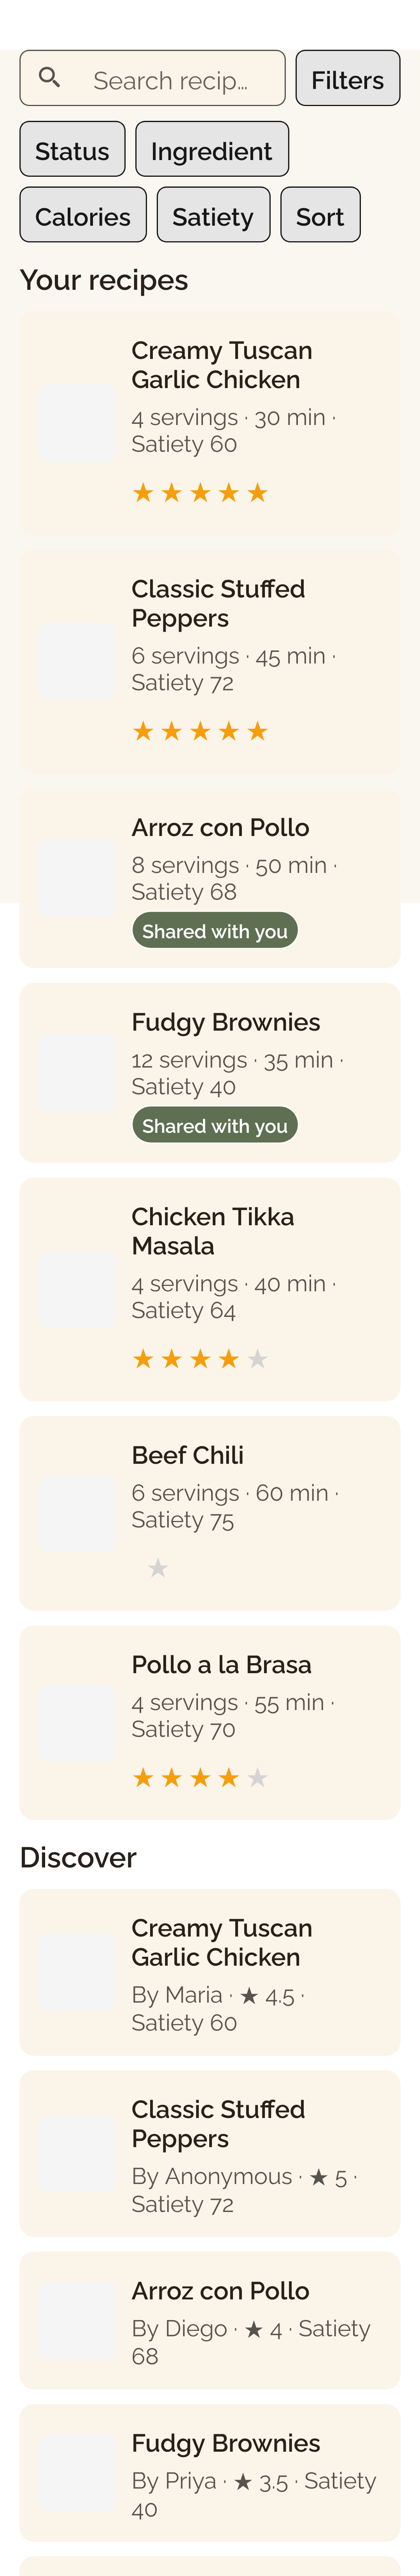 Search recip...
Filters
Status
Ingredient
Calories
Satiety
Sort
Your recipes
Creamy Tuscan
Garlic Chicken
4 servings · 30 min ·
Satiety 60
★ ★ ★ ★ ★
Classic Stuffed
Peppers
6 servings · 45 min ·
Satiety 72
★ ★ ★ ★ ★
Arroz con Pollo
8 servings · 50 min ·
Satiety 68
Shared with you
Fudgy Brownies
12 servings · 35 min ·
Satiety 40
Shared with you
Chicken Tikka
Masala
4 servings · 40 min ·
Satiety 64
★ ★ ★ ★ ★
Beef Chili
6 servings · 60 min ·
Satiety 75
★
Pollo a la Brasa
4 servings · 55 min ·
Satiety 70
★ ★ ★ ★ ★
Discover
Creamy Tuscan
Garlic Chicken
By Maria · ★ 4.5 ·
Satiety 60
Classic Stuffed
Peppers
By Anonymous · ★ 5 ·
Satiety 72
Arroz con Pollo
By Diego · ★ 4 · Satiety
68
Fudgy Brownies
By Priya · ★ 3.5 · Satiety
40